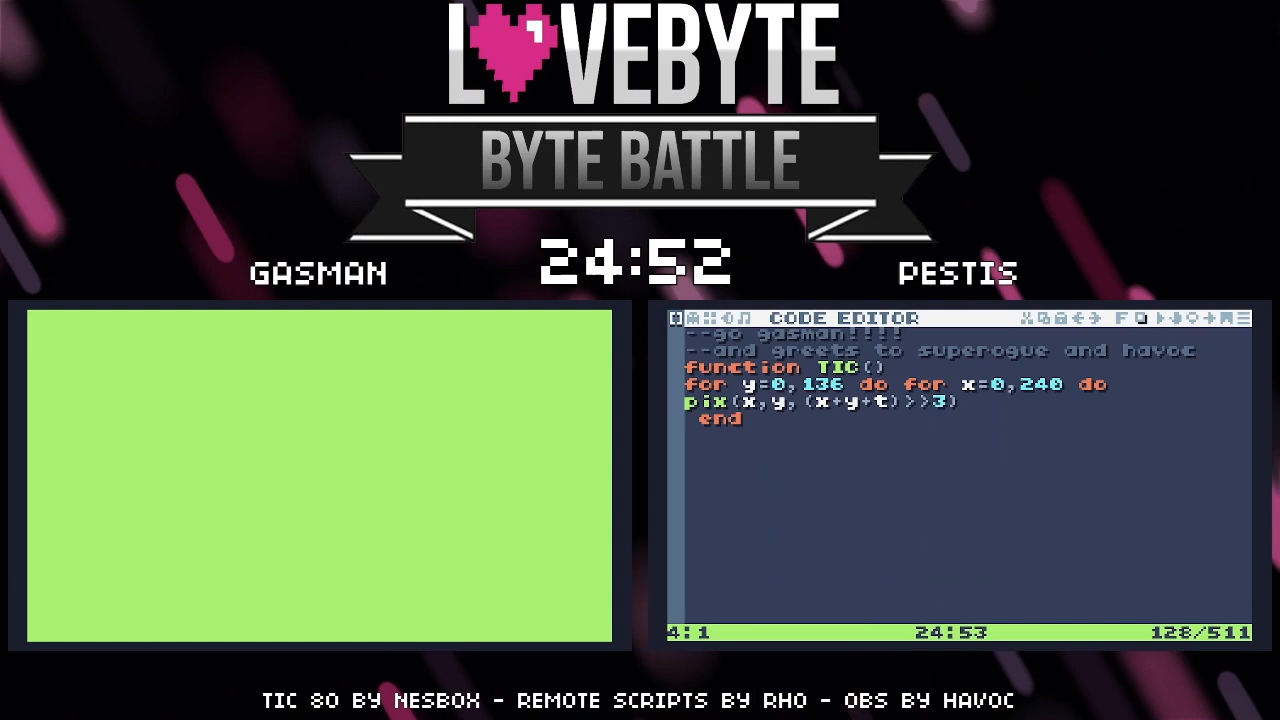 LOVEBYTE
BYTE BATTLE
24:52
GASMAN
PESTIS
CODE EDITOR
--go gasman!!!!
--and greets to superogue and havoc
function TIC()
for y=0,136 do for x=0,240 do
pix(x,y,(x+y+t)>>3)
end
4:1
24:53
128/511
TIC 80 BY NESBOX - REMOTE SCRIPTS BY RHO - OBS BY HAVOC